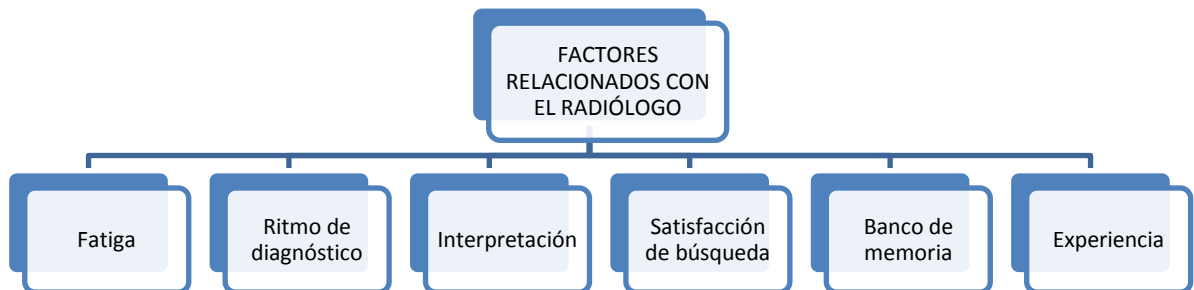 FACTORES
RELACIONADOS CON
EL RADIÓLOGO
Fatiga
Ritmo de
diagnóstico
Interpretación
Satisfacción
de búsqueda
Banco de
memoria
Experiencia